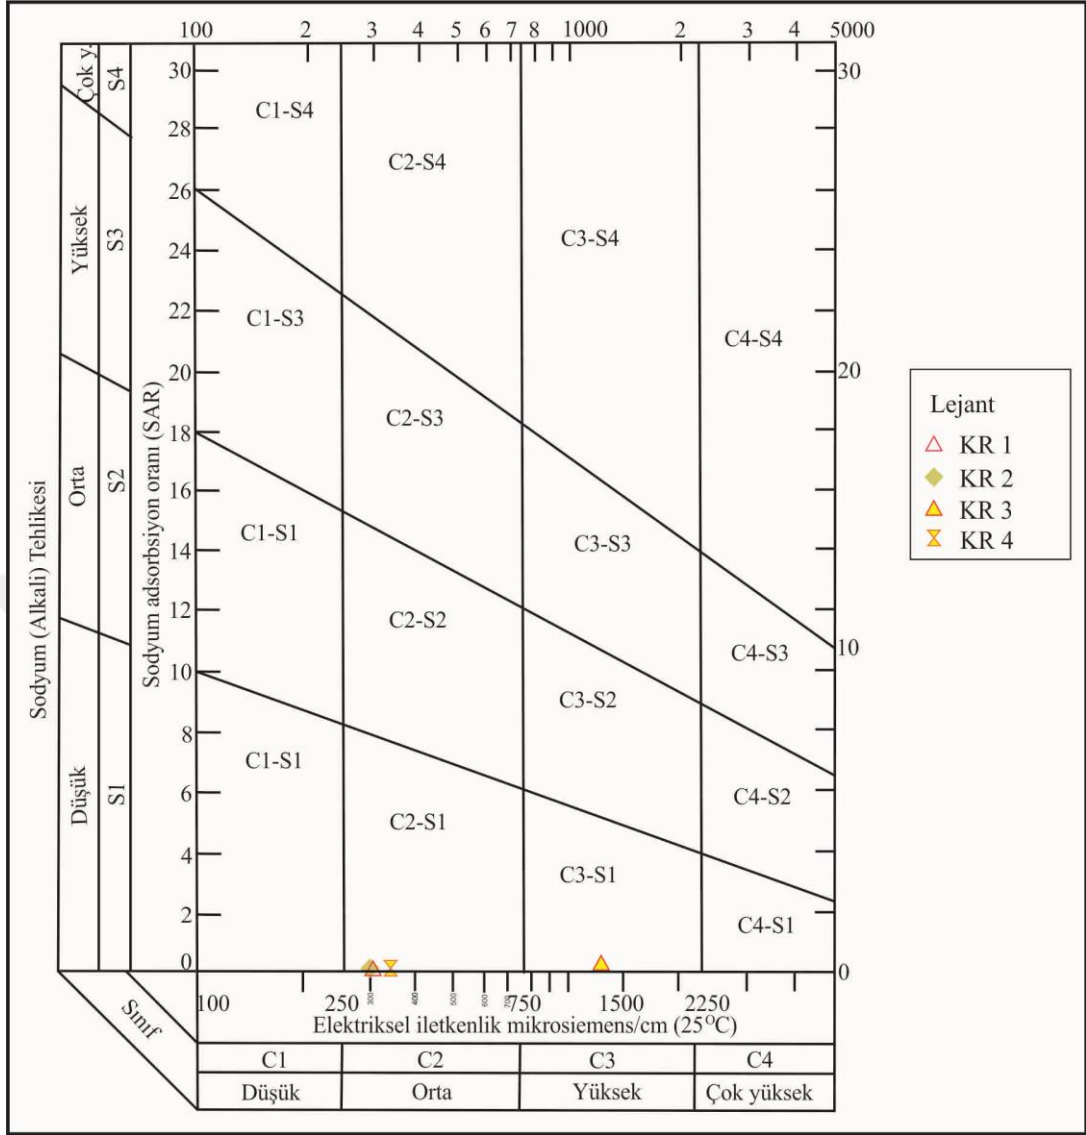 100 2 3 4 5 6 7 8 1000 2 3 4 5000
Çok y. S4
Yüksek S3
Orta S2
Düşük S1
Sodyum (Alkali) Tehlikesi
Sodyum adsorbsiyon oranı (SAR)
30
28
26
24
22
20
18
16
14
12
10
8
6
4
2
0
C1-S4
C2-S4
C3-S4
C1-S3
C4-S4
C2-S3
C1-S1
C3-S3
C2-S2
C4-S3
C3-S2
C1-S1
C4-S2
C2-S1
C3-S1
C4-S1
30
20
10
0
Lejant
KR 1
KR 2
KR 3
KR 4
100 250 300 400 500 600 700 750 1500 2250
Elektriksel iletkenlik mikrosiemens/cm (25°C)
Sınıf
C1 C2 C3 C4
Düşük Orta Yüksek Çok yüksek